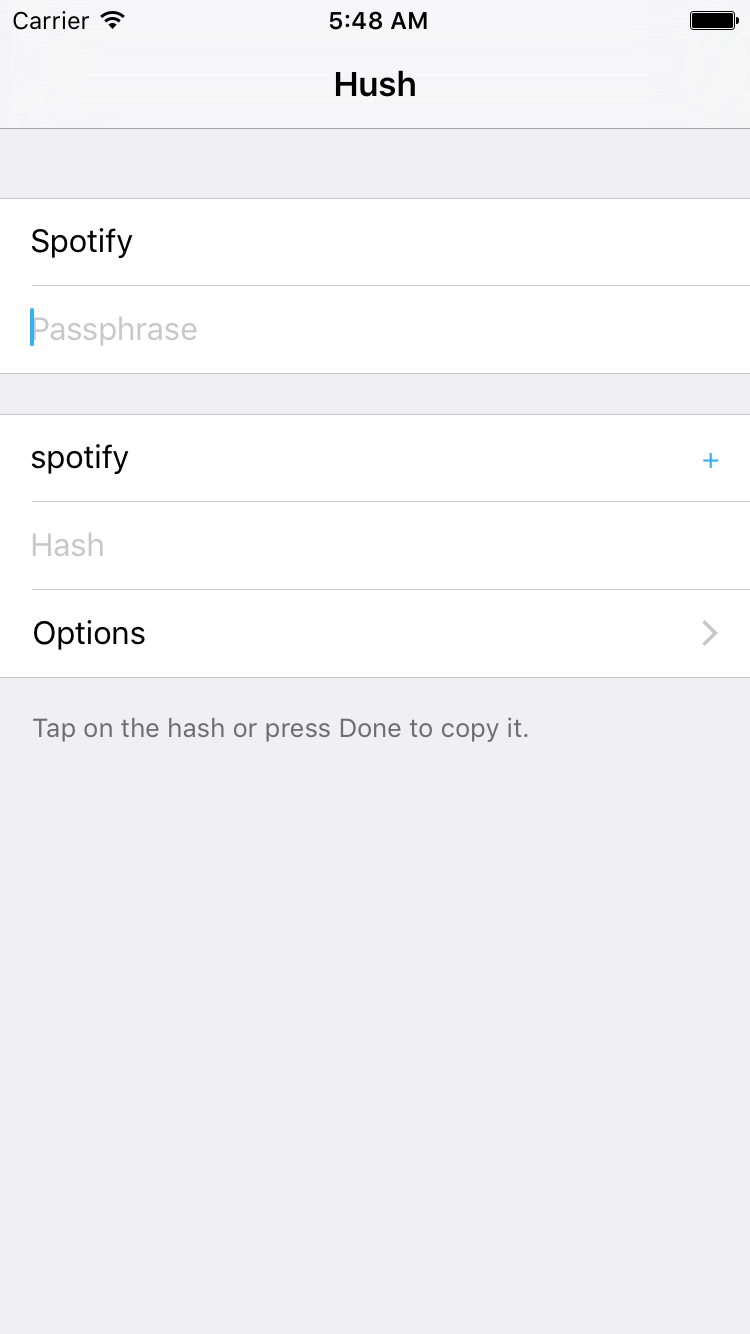 Carrier 5:48 AM
Hush
Spotify
Passphrase
spotify +
Hash
Options
Tap on the hash or press Done to copy it.